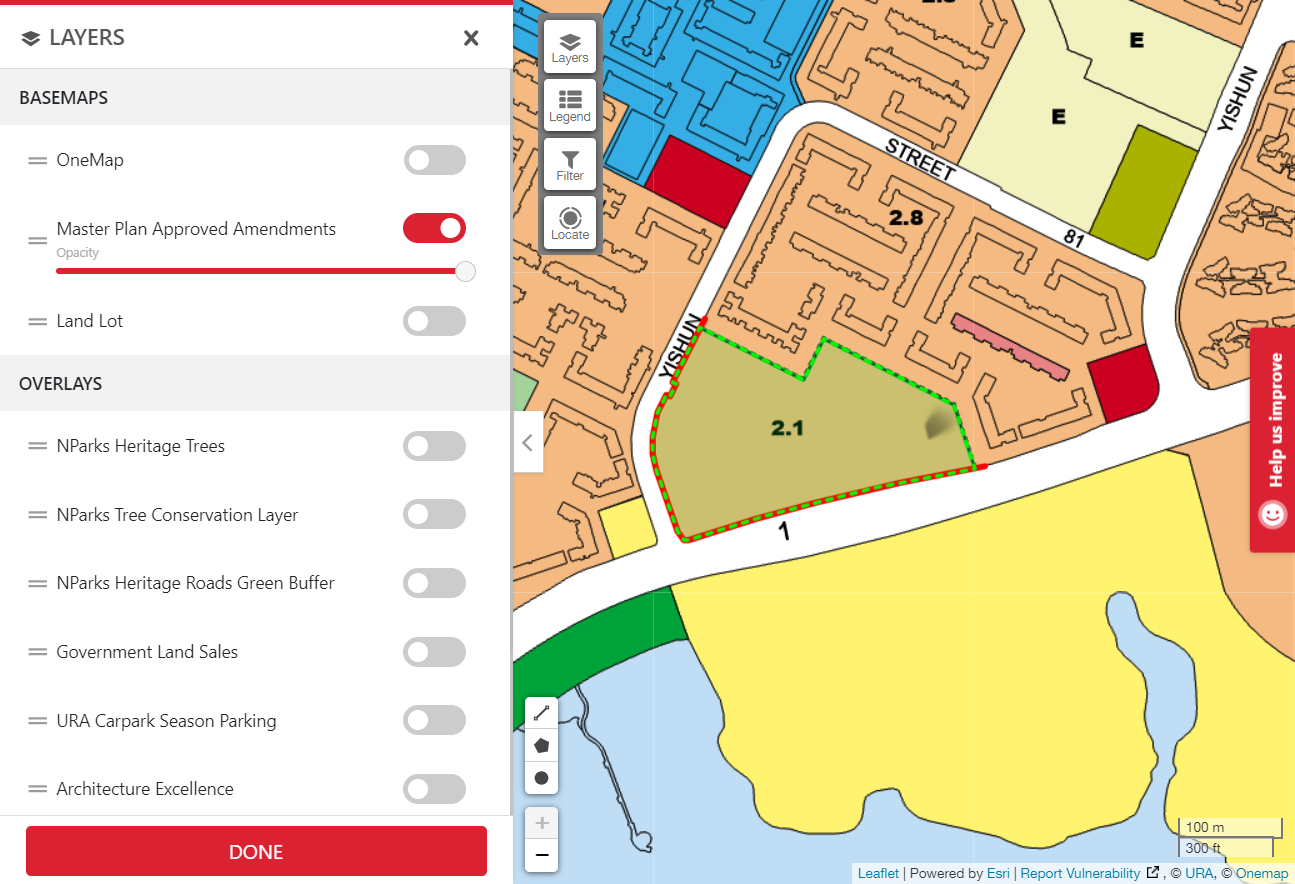 LAYERS
BASEMAPS
OneMap
Master Plan Approved Amendments
Opacity
Land Lot
OVERLAYS
NParks Heritage Trees
NParks Tree Conservation Layer
NParks Heritage Roads Green Buffer
Government Land Sales
URA Carpark Season Parking
Architecture Excellence
DONE
Layers
Legend
Filter
Locate
E
E
YISHUN
STREET
81
2.8
YISHUN
2.1
1
Help us improve
100 m
300 ft
Leaflet | Powered by Esri | Report Vulnerability , © URA, © Onemap